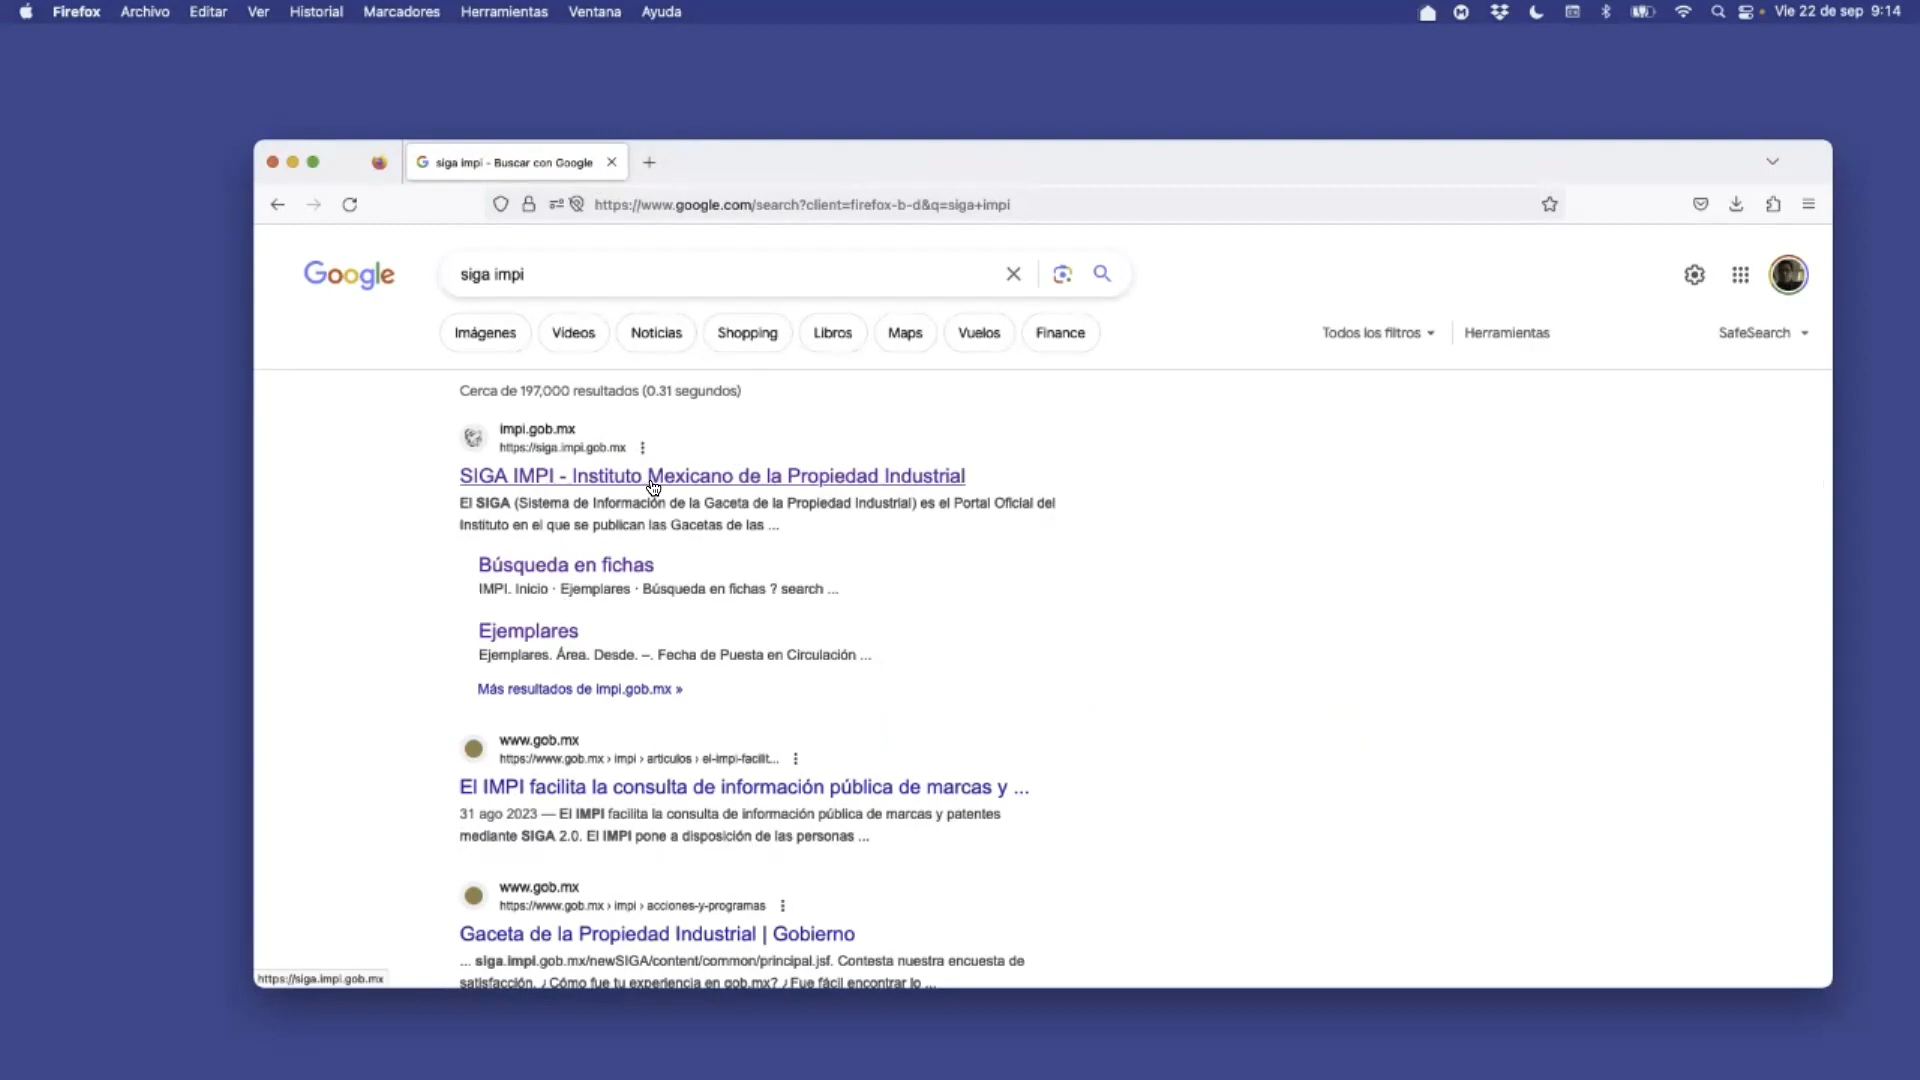 Firefox Archivo Editar Ver Historial Marcadores Herramientas Ventana Ayuda
Vie 22 de sep 9:14
siga impi - Buscar con Google
https://www.google.com/search?client=firefox-b-d&q=siga+impi
Google
siga impi
Imágenes Videos Noticias Shopping Libros Maps Vuelos Finance
Todos los filtros Herramientas SafeSearch
Cerca de 197,000 resultados (0.31 segundos)
impi.gob.mx
https://siga.impi.gob.mx
SIGA IMPI - Instituto Mexicano de la Propiedad Industrial
El SIGA (Sistema de Información de la Gaceta de la Propiedad Industrial) es el Portal Oficial del
Instituto en el que se publican las Gacetas de las ...
Búsqueda en fichas
IMPI. Inicio · Ejemplares · Búsqueda en fichas ? search ...
Ejemplares
Ejemplares. Área. Desde. –. Fecha de Puesta en Circulación ...
Más resultados de impi.gob.mx »
www.gob.mx
https://www.gob.mx › impi › articulos › el-impi-facilit...
El IMPI facilita la consulta de información pública de marcas y ...
31 ago 2023 — El IMPI facilita la consulta de información pública de marcas y patentes
mediante SIGA 2.0. El IMPI pone a disposición de las personas ...
www.gob.mx
https://www.gob.mx › impi › acciones-y-programas
Gaceta de la Propiedad Industrial | Gobierno
... siga.impi.gob.mx/newSIGA/content/common/principal.jsf. Contesta nuestra encuesta de
satisfacción. ¿Cómo fue tu experiencia en gob.mx? ¿Fue fácil encontrar lo ...
https://siga.impi.gob.mx